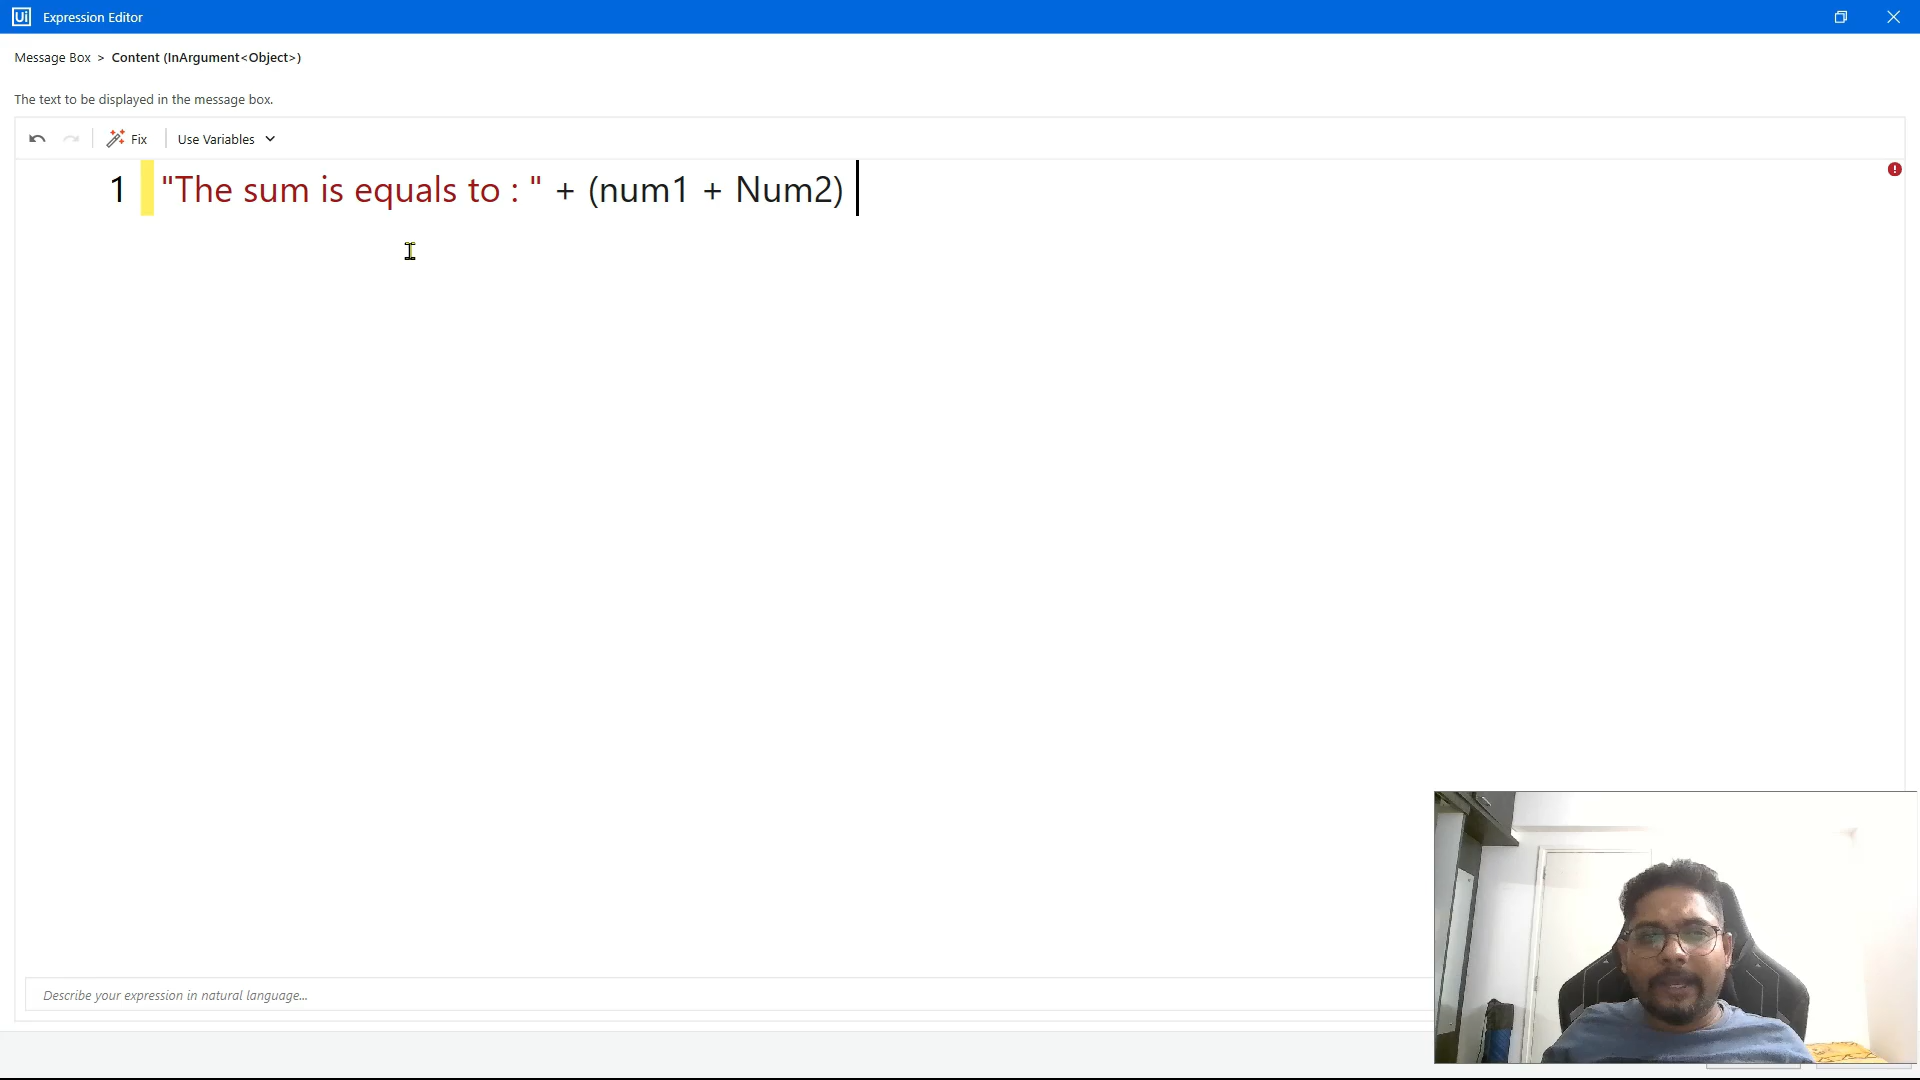 Ui Expression Editor
Message Box > Content (InArgument<Object>)
The text to be displayed in the message box.
Fix Use Variables
1 "The sum is equals to : " + (num1 + Num2)
Describe your expression in natural language...